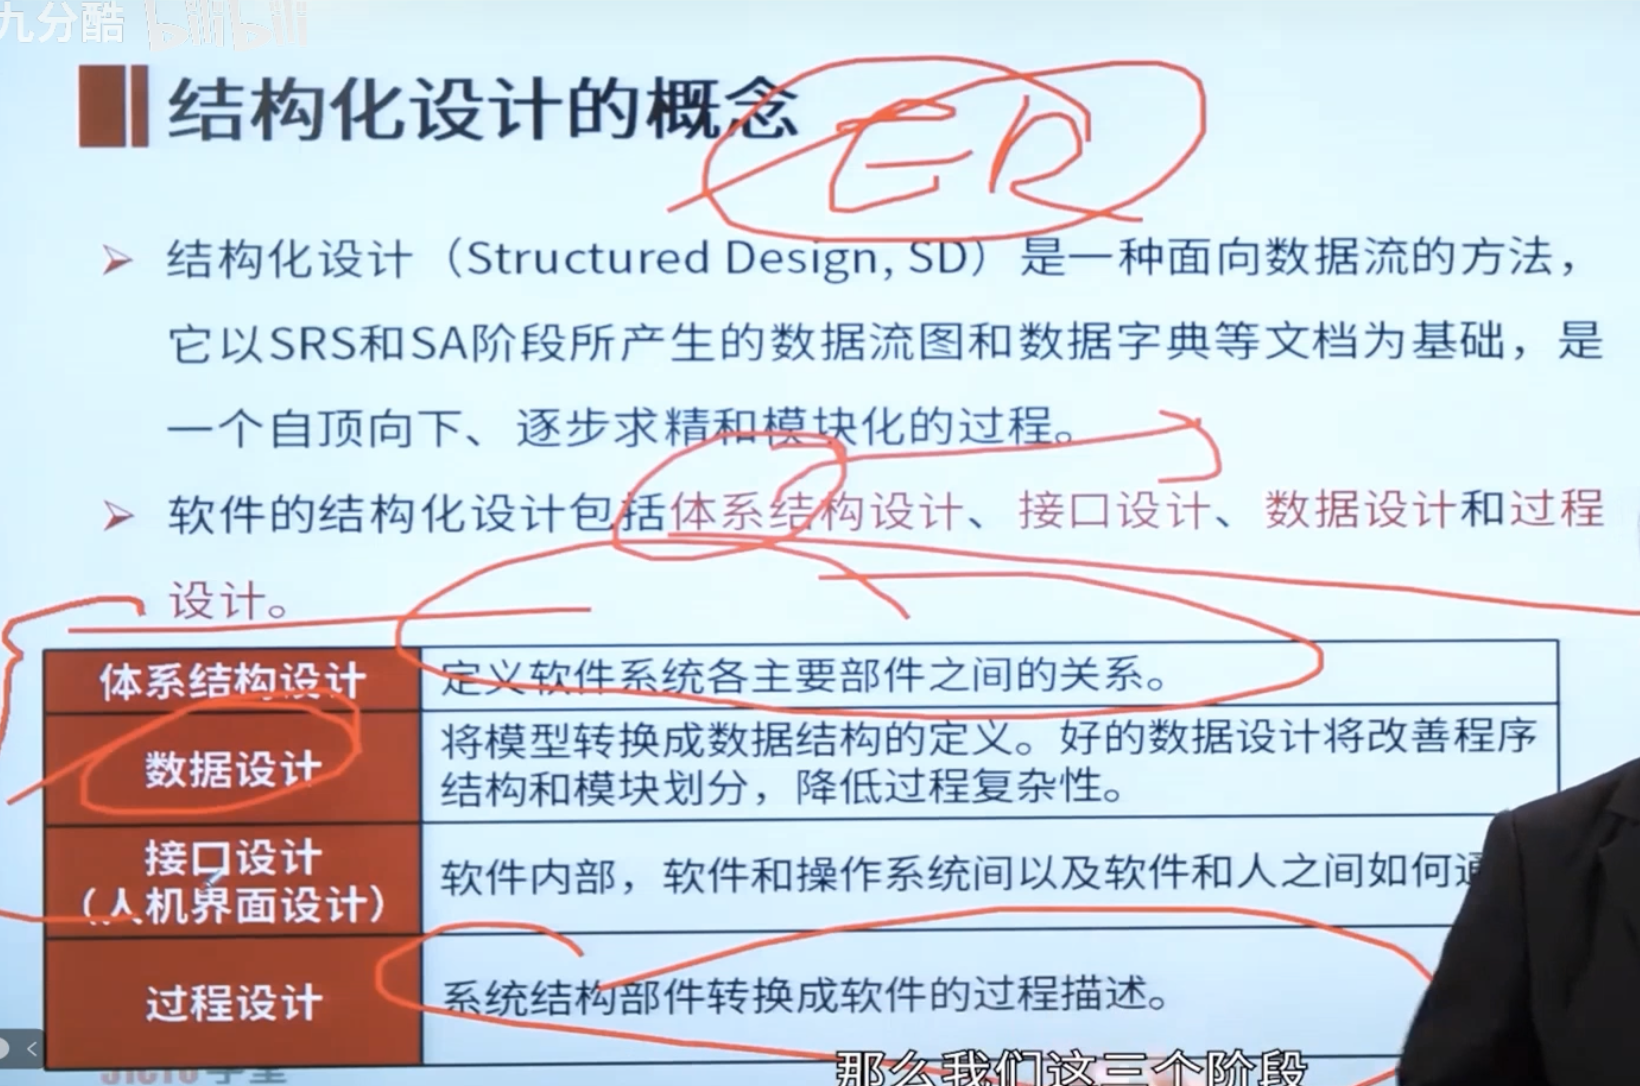 九分酷 bilibili
结构化设计的概念
ER
结构化设计（Structured Design, SD）是一种面向数据流的方法，
它以SRS和SA阶段所产生的数据流图和数据字典等文档为基础，是
一个自顶向下、逐步求精和模块化的过程。
软件的结构化设计包括体系结构设计、接口设计、数据设计和过程
设计。
体系结构设计 定义软件系统各主要部件之间的关系。
数据设计 将模型转换成数据结构的定义。好的数据设计将改善程序
结构和模块划分，降低过程复杂性。
接口设计
（人机界面设计） 软件内部，软件和操作系统间以及软件和人之间如何通
过程设计 系统结构部件转换成软件的过程描述。
那么我们这三个阶段